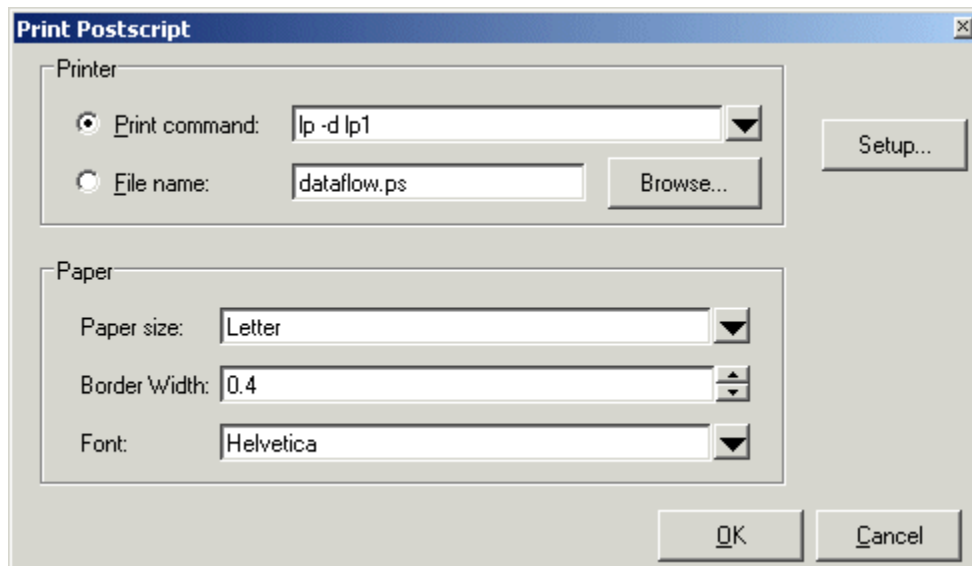 Print Postscript
Printer
Print command: lp -d lp1
Setup...
File name: dataflow.ps Browse...
Paper
Paper size: Letter
Border Width: 0.4
Font: Helvetica
OK Cancel